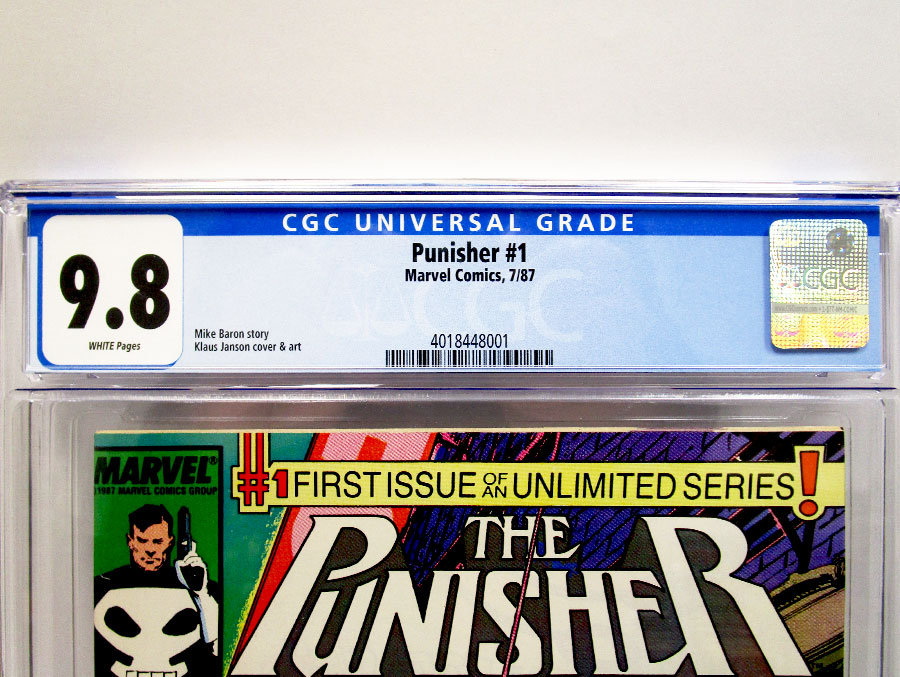 CGC UNIVERSAL GRADE
9.8
WHITE Pages
Punisher #1
Marvel Comics, 7/87
Mike Baron story
Klaus Janson cover & art
4018448001
CGC
CGC
MARVEL®
1987 MARVEL COMICS GROUP
#1 FIRST ISSUE OF AN UNLIMITED SERIES!
THE
PUNISHER